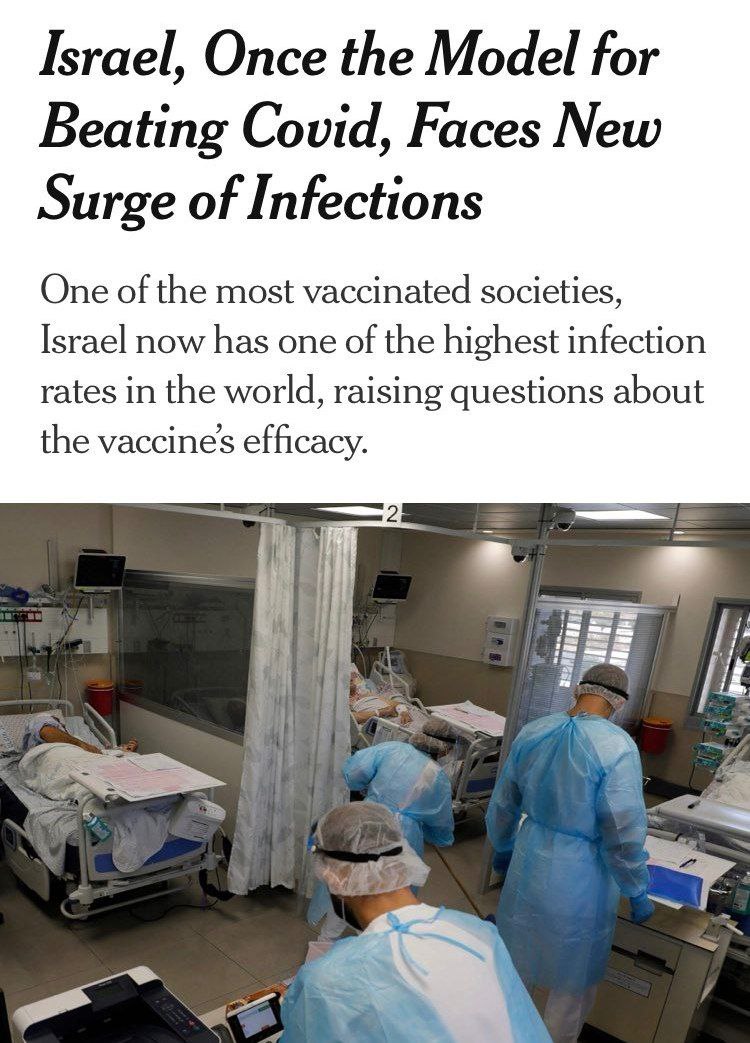 Israel, Once the Model for
Beating Covid, Faces New
Surge of Infections
One of the most vaccinated societies,
Israel now has one of the highest infection
rates in the world, raising questions about
the vaccine’s efficacy.
2